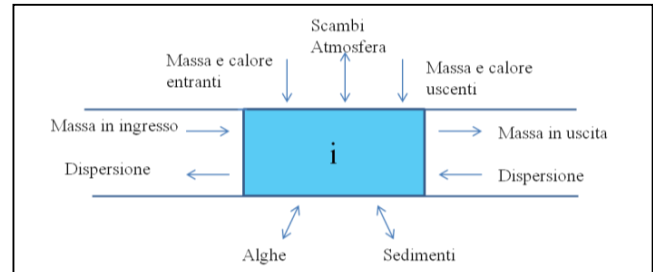 Scambi
Atmosfera
Massa e calore
entranti
Massa e calore
uscenti
Massa in ingresso
i
Massa in uscita
Dispersione
Dispersione
Alghe
Sedimenti